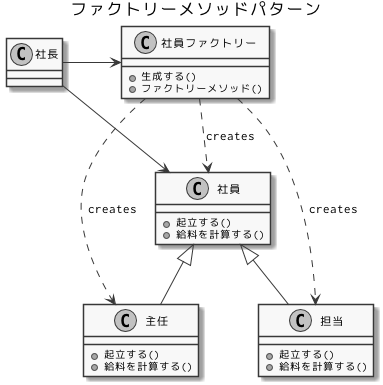 ファクトリーメソッドパターン
C 社長
C 社員ファクトリー
生成する()
ファクトリーメソッド()
creates
creates
creates
C 社員
起立する()
給料を計算する()
C 主任
起立する()
給料を計算する()
C 担当
起立する()
給料を計算する()